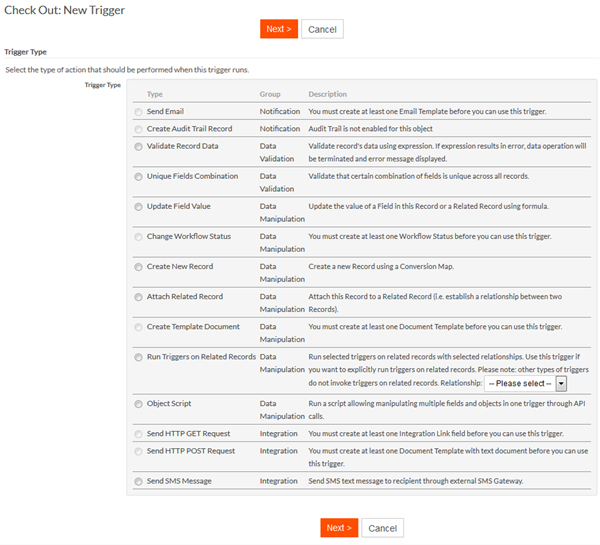 Check Out: New Trigger
Next > Cancel
Trigger Type
Select the type of action that should be performed when this trigger runs.
Trigger Type
Type Group Description
Send Email Notification You must create at least one Email Template before you can use this trigger.
Create Audit Trail Record Notification Audit Trail is not enabled for this object
Validate Record Data Data Validate record's data using expression. If expression results in error, data operation will
Validation be terminated and error message displayed.
Unique Fields Combination Data Validate that certain combination of fields is unique across all records.
Validation
Update Field Value Data Update the value of a Field in this Record or a Related Record using formula.
Manipulation
Change Workflow Status Data You must create at least one Workflow Status before you can use this trigger.
Manipulation
Create New Record Data Create a new Record using a Conversion Map.
Manipulation
Attach Related Record Data Attach this Record to a Related Record (i.e. establish a relationship between two
Manipulation Records).
Create Template Document Data You must create at least one Document Template before you can use this trigger.
Manipulation
Run Triggers on Related Records Data Run selected triggers on related records with selected relationships. Use this trigger if
Manipulation you want to explicitly run triggers on related records. Please note: other types of triggers
do not invoke triggers on related records. Relationship: -- Please select --
Object Script Data Run a script allowing manipulating multiple fields and objects in one trigger through API
Manipulation calls.
Send HTTP GET Request Integration You must create at least one Integration Link field before you can use this trigger.
Send HTTP POST Request Integration You must create at least one Document Template with text document before you can use
this trigger.
Send SMS Message Integration Send SMS text message to recipient through external SMS Gateway.
Next > Cancel